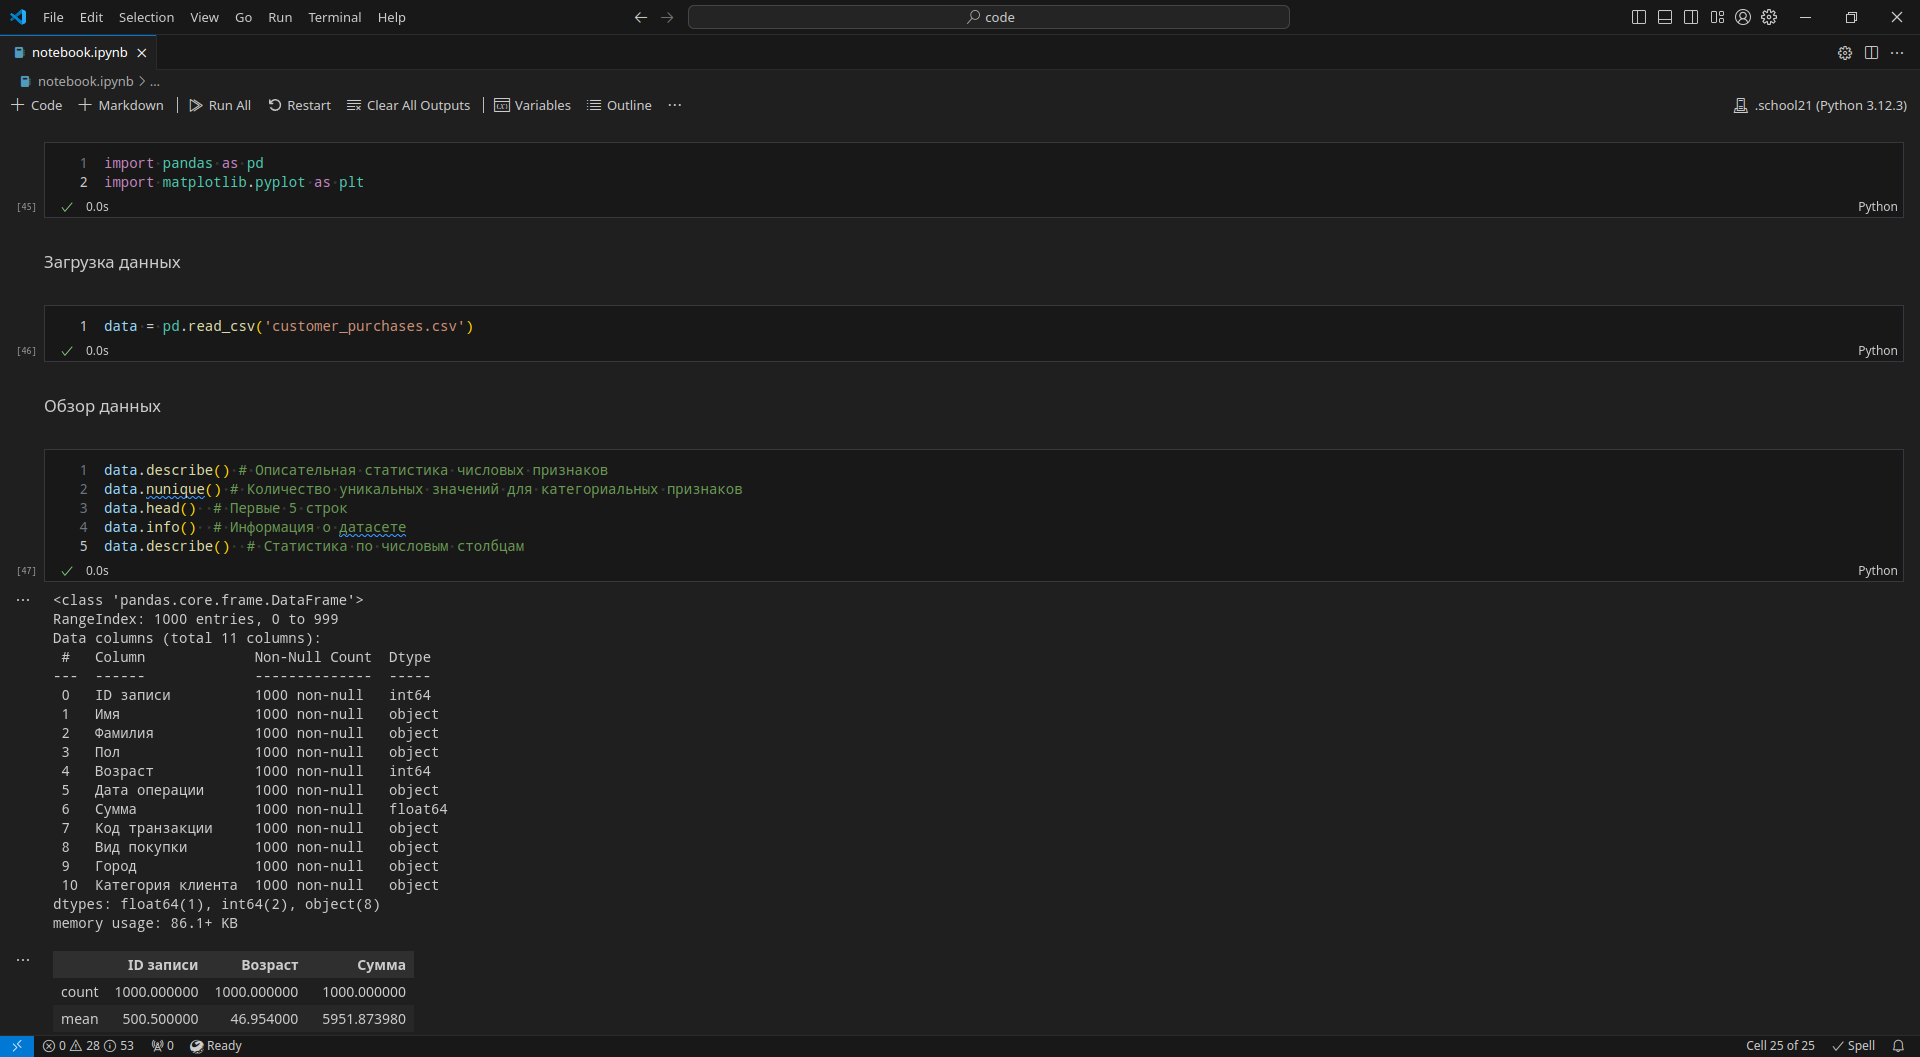 File Edit Selection View Go Run Terminal Help code
notebook.ipynb
notebook.ipynb > ...
Code Markdown Run All Restart Clear All Outputs Variables Outline ... .school21 (Python 3.12.3)
1 import pandas as pd
2 import matplotlib.pyplot as plt
[45] 0.0s Python
Загрузка данных
1 data = pd.read_csv('customer_purchases.csv')
[46] 0.0s Python
Обзор данных
1 data.describe() # Описательная статистика числовых признаков
2 data.nunique() # Количество уникальных значений для категориальных признаков
3 data.head()  # Первые 5 строк
4 data.info()  # Информация о датасете
5 data.describe()  # Статистика по числовым столбцам
[47] 0.0s Python
<class 'pandas.core.frame.DataFrame'>
RangeIndex: 1000 entries, 0 to 999
Data columns (total 11 columns):
 #   Column             Non-Null Count  Dtype
---  ------             --------------  -----
 0   ID записи          1000 non-null   int64
 1   Имя                1000 non-null   object
 2   Фамилия            1000 non-null   object
 3   Пол                1000 non-null   object
 4   Возраст            1000 non-null   int64
 5   Дата операции      1000 non-null   object
 6   Сумма              1000 non-null   float64
 7   Код транзакции     1000 non-null   object
 8   Вид покупки        1000 non-null   object
 9   Город              1000 non-null   object
 10  Категория клиента  1000 non-null   object
dtypes: float64(1), int64(2), object(8)
memory usage: 86.1+ KB
ID записи Возраст Сумма
count 1000.000000 1000.000000 1000.000000
mean 500.500000 46.954000 5951.873980
0 28 53 0 Ready Cell 25 of 25 Spell